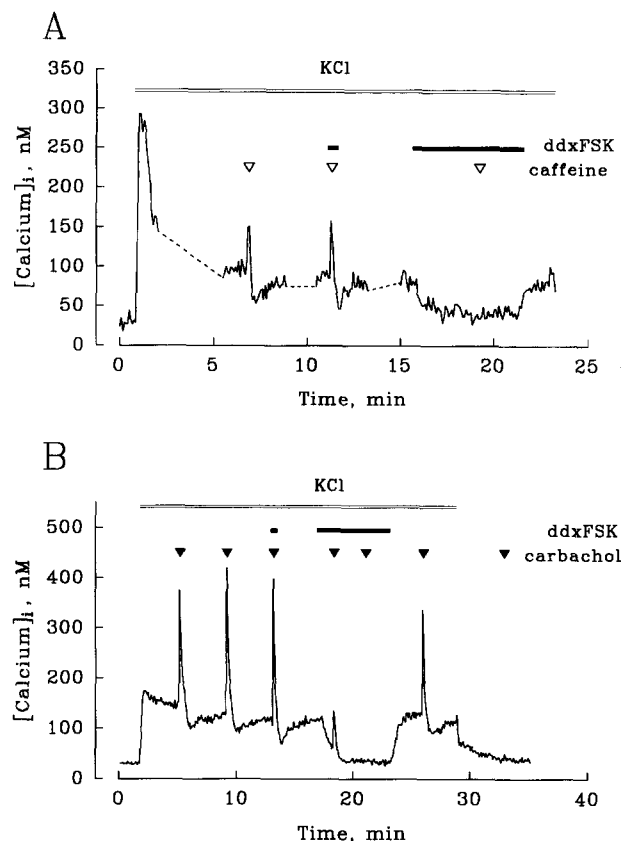 A
KCl
350
300
250
200
150
100
50
0
[Calcium]i, nM
ddxFSK
caffeine
0 5 10 15 20 25
Time, min
B
KCl
500
400
300
200
100
0
[Calcium]i, nM
ddxFSK
carbachol
0 10 20 30 40
Time, min